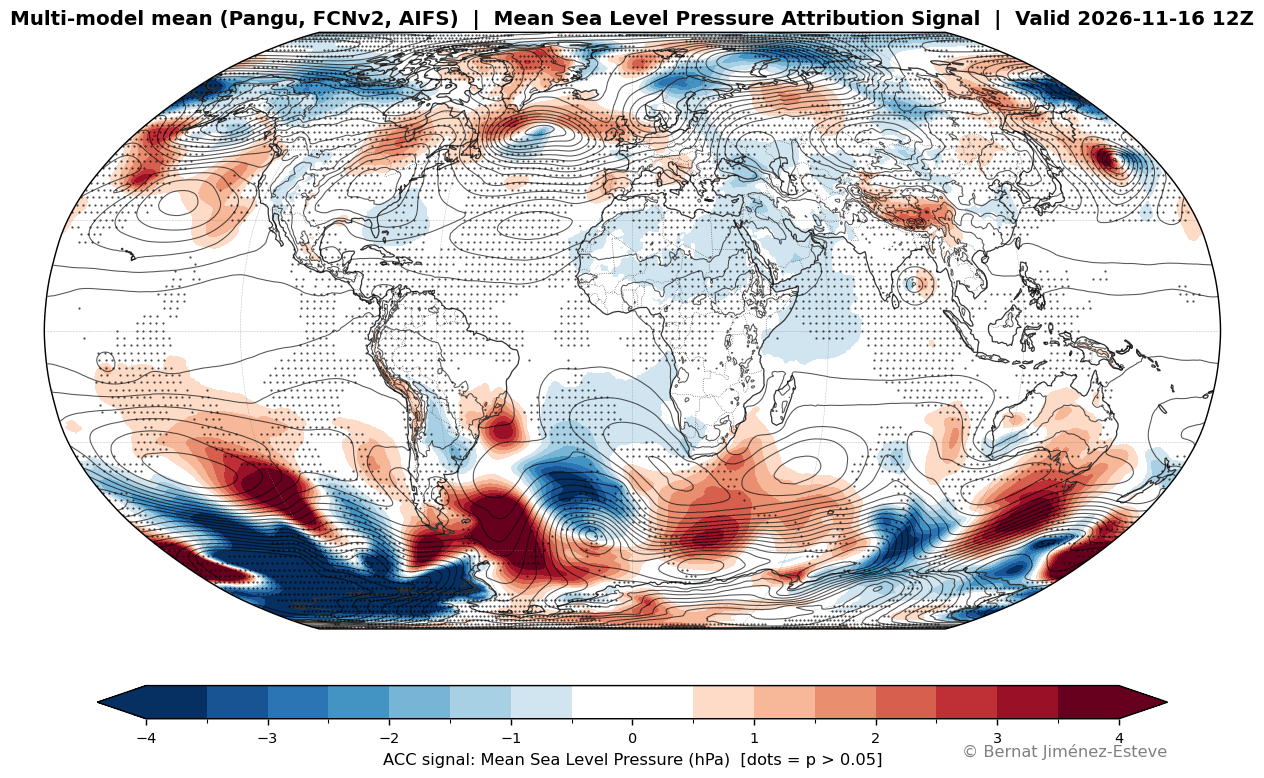 Multi-model mean (Pangu, FCNv2, AIFS)  |  Mean Sea Level Pressure Attribution Signal  |  Valid 2026-11-16 12Z
−4 −3 −2 −1 0 1 2 3 4
ACC signal: Mean Sea Level Pressure (hPa)  [dots = p > 0.05]
© Bernat Jiménez-Esteve